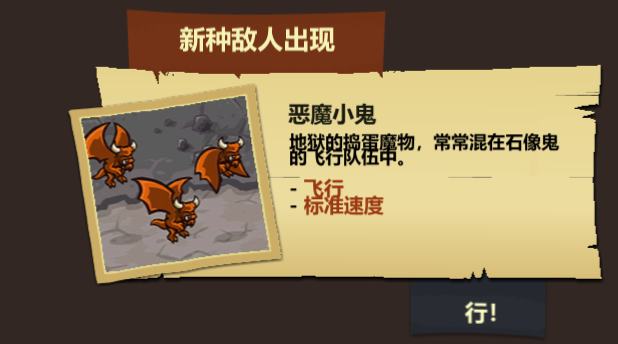 新种敌人出现
恶魔小鬼
地狱的捣蛋魔物，常常混在石像鬼
的飞行队伍中。
- 飞行
- 标准速度
行!